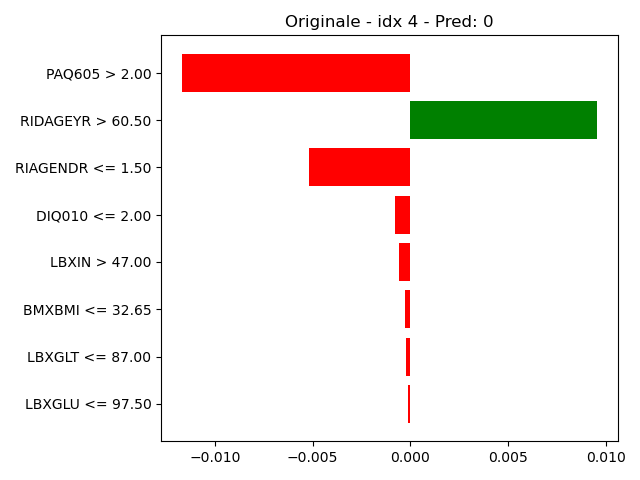 Originale - idx 4 - Pred: 0
PAQ605 > 2.00
RIDAGEYR > 60.50
RIAGENDR <= 1.50
DIQ010 <= 2.00
LBXIN > 47.00
BMXBMI <= 32.65
LBXGLT <= 87.00
LBXGLU <= 97.50
−0.010 −0.005 0.000 0.005 0.010